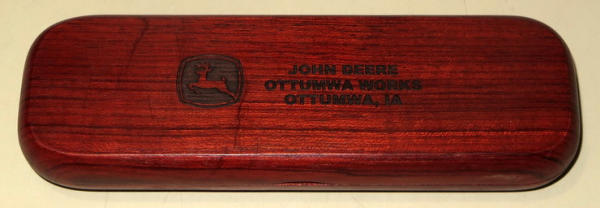 JOHN DEERE
OTTUMWA WORKS
OTTUMWA, IA